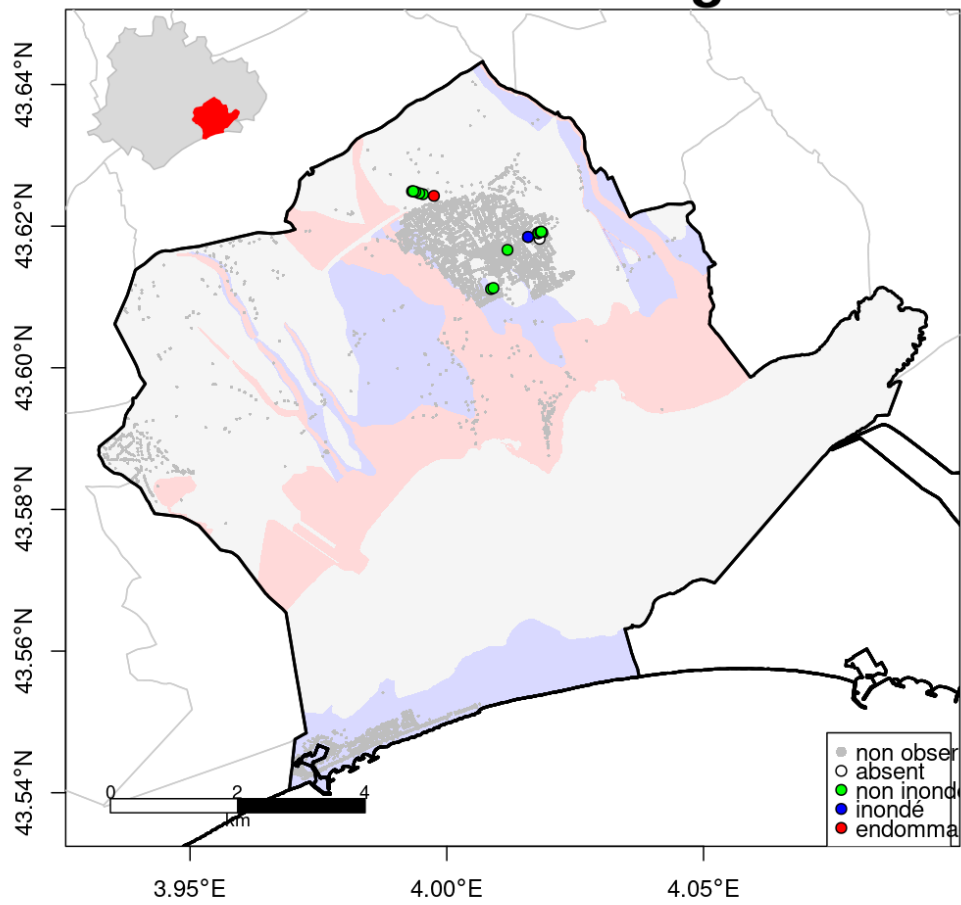 g
43.64°N
43.62°N
43.60°N
43.58°N
43.56°N
43.54°N
3.95°E
4.00°E
4.05°E
0 2 4
km
non obser
absent
non inondé
inondé
endomma